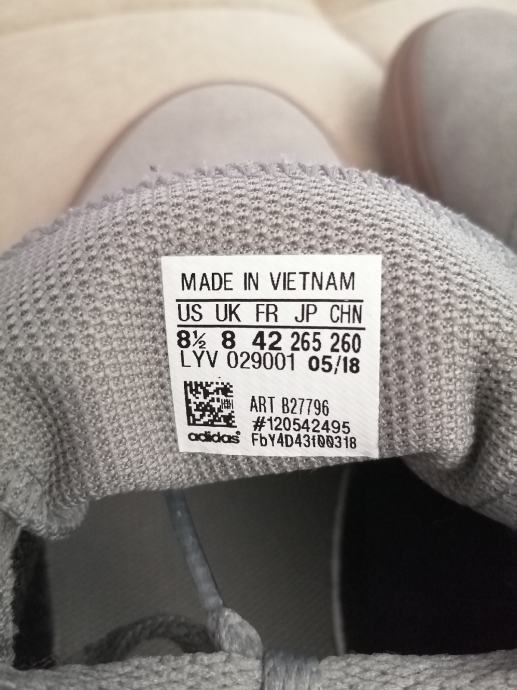 MADE IN VIETNAM
US UK FR JP CHN
8½ 8 42 265 260
LYV 029001 05/18
ART B27796
#120542495
adidas FbY4D43t00318